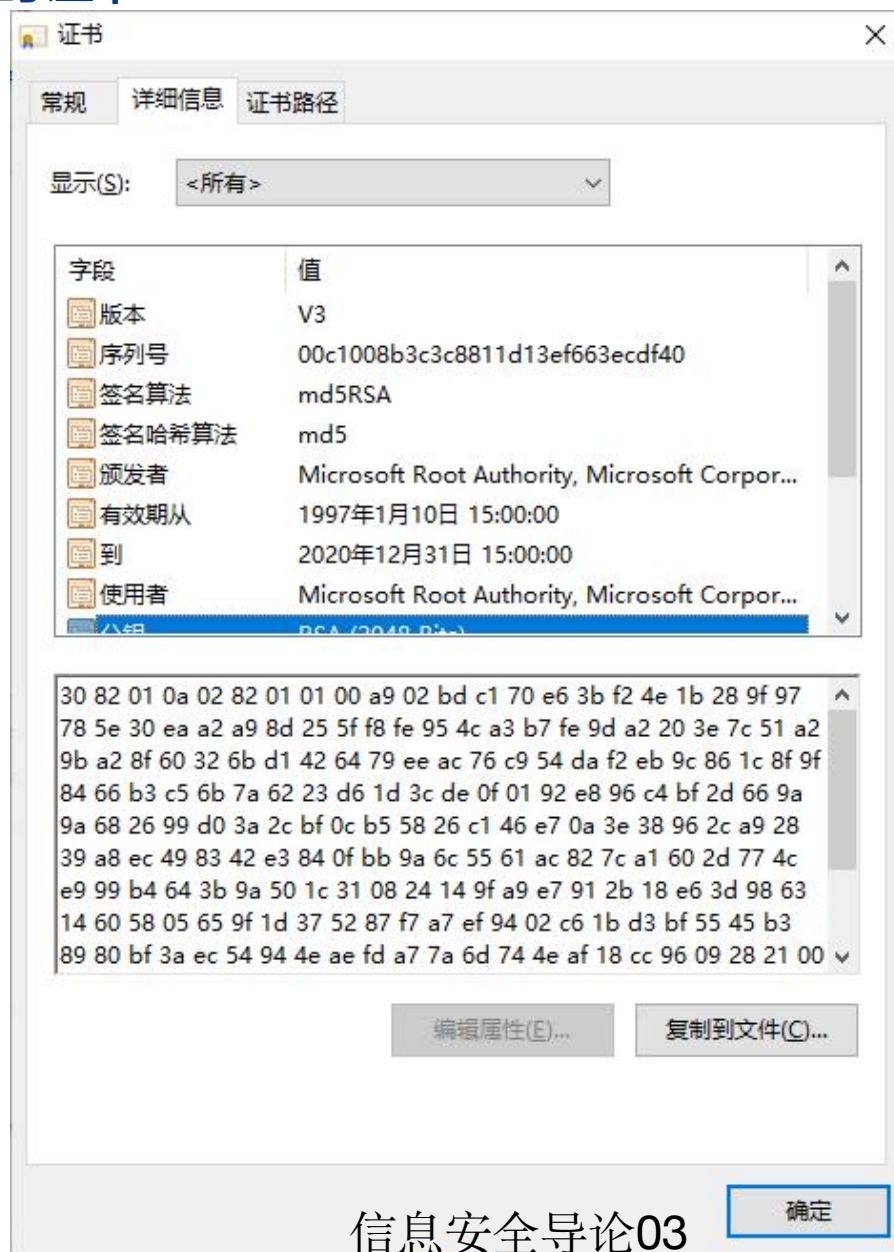 证书
常规 详细信息 证书路径
显示(S): <所有>
字段 值
版本 V3
序列号 00c1008b3c3c8811d13ef663ecdf40
签名算法 md5RSA
签名哈希算法 md5
颁发者 Microsoft Root Authority, Microsoft Corpor...
有效期从 1997年1月10日 15:00:00
到 2020年12月31日 15:00:00
使用者 Microsoft Root Authority, Microsoft Corpor...
公钥 RSA (2048 Bits)
30 82 01 0a 02 82 01 01 00 a9 02 bd c1 70 e6 3b f2 4e 1b 28 9f 97
78 5e 30 ea a2 a9 8d 25 5f f8 fe 95 4c a3 b7 fe 9d a2 20 3e 7c 51 a2
9b a2 8f 60 32 6b d1 42 64 79 ee ac 76 c9 54 da f2 eb 9c 86 1c 8f 9f
84 66 b3 c5 6b 7a 62 23 d6 1d 3c de 0f 01 92 e8 96 c4 bf 2d 66 9a
9a 68 26 99 d0 3a 2c bf 0c b5 58 26 c1 46 e7 0a 3e 38 96 2c a9 28
39 a8 ec 49 83 42 e3 84 0f bb 9a 6c 55 61 ac 82 7c a1 60 2d 77 4c
e9 99 b4 64 3b 9a 50 1c 31 08 24 14 9f a9 e7 91 2b 18 e6 3d 98 63
14 60 58 05 65 9f 1d 37 52 87 f7 a7 ef 94 02 c6 1b d3 bf 55 45 b3
89 80 bf 3a ec 54 94 4e ae fd a7 7a 6d 74 4e af 18 cc 96 09 28 21 00
编辑属性(E)... 复制到文件(C)...
确定
信息安全导论03